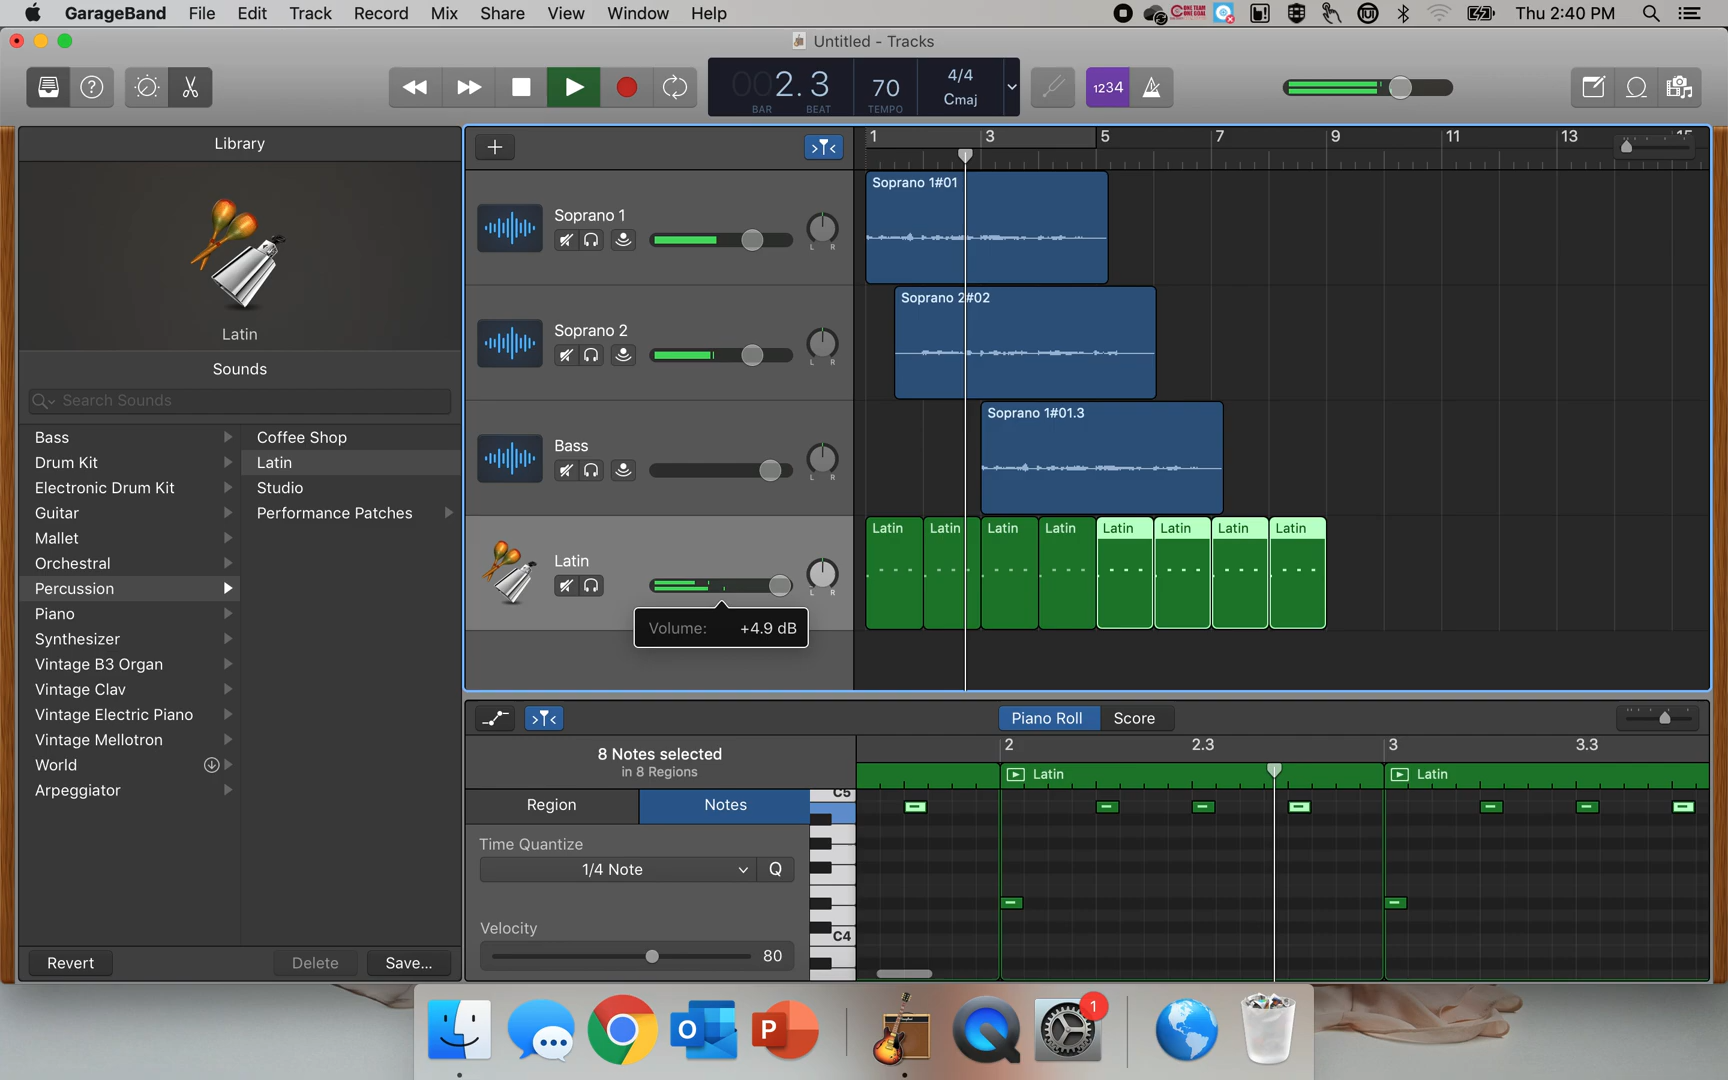 GarageBand File Edit Track Record Mix Share View Window Help Thu 2:40 PM
Untitled - Tracks
002.3 70 4/4
Cmaj
BAR BEAT TEMPO
1234
Library
1 3 5 7 9 11 13 15
Latin
Sounds
Search Sounds
Bass Coffee Shop
Drum Kit Latin
Electronic Drum Kit Studio
Guitar Performance Patches
Mallet
Orchestral
Percussion
Piano
Synthesizer
Vintage B3 Organ
Vintage Clav
Vintage Electric Piano
Vintage Mellotron
World
Arpeggiator
Revert Delete Save...
Soprano 1
L R
Soprano 1#01
Soprano 2
L R
Soprano 2#02
Bass
L R
Soprano 1#01.3
Latin
L R
Latin Latin Latin Latin Latin Latin Latin Latin
Volume: +4.9 dB
Piano Roll Score
8 Notes selected
in 8 Regions
2 2.3 3 3.3
Latin Latin
Region Notes
C5
Time Quantize
1/4 Note Q
Velocity
80
C4
1